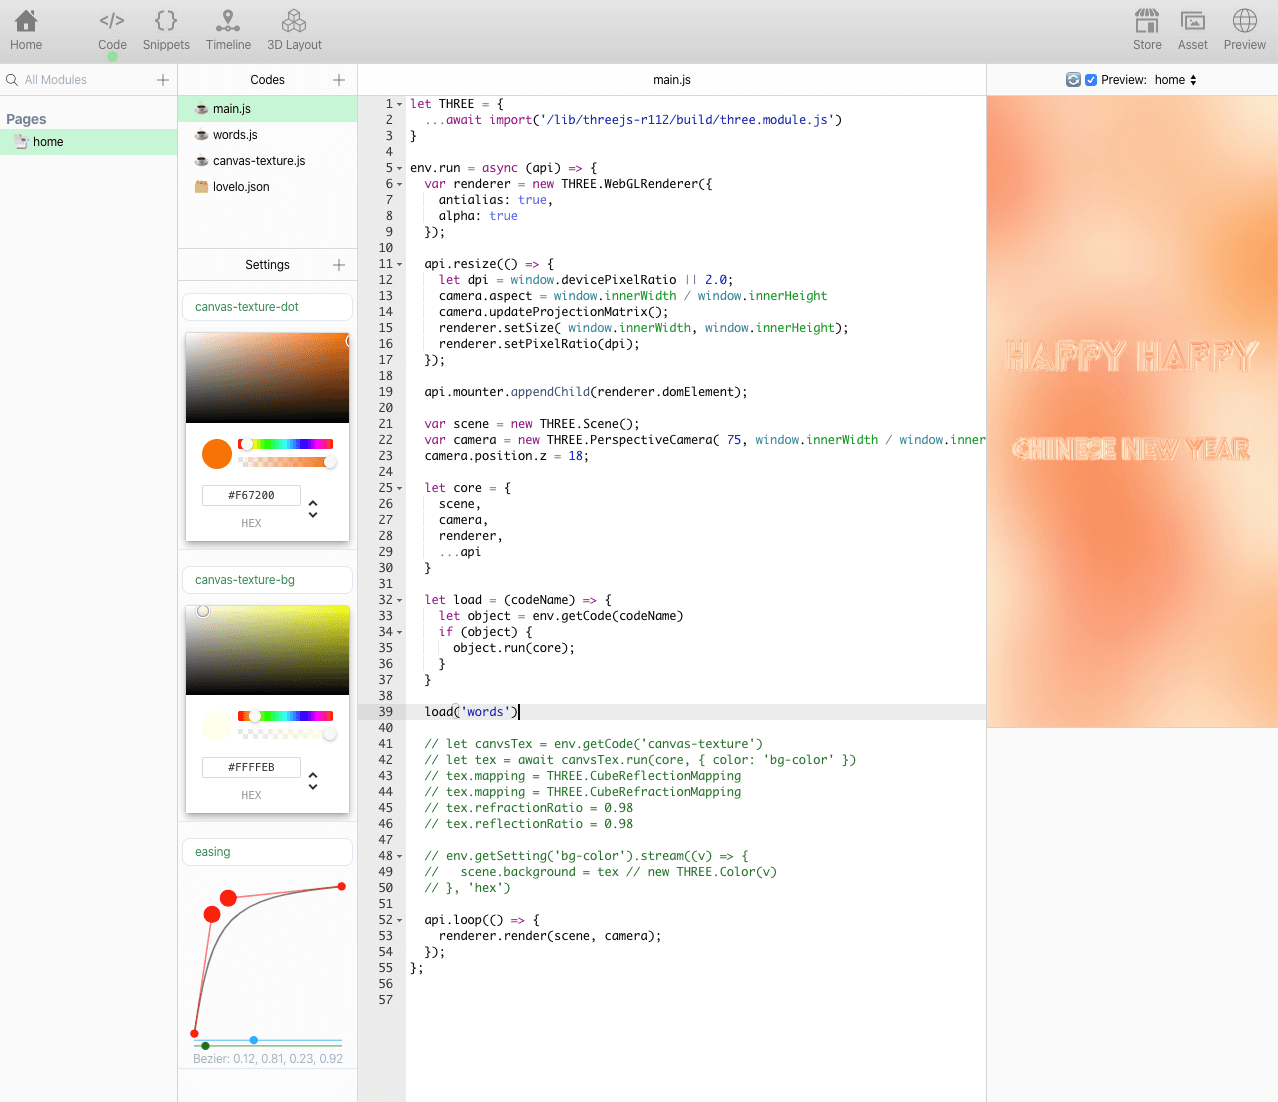 Home
Code
Snippets
Timeline
3D Layout
Store
Asset
Preview
All Modules
Codes
main.js
Preview: home
Pages
home
main.js
words.js
canvas-texture.js
lovelo.json
Settings
canvas-texture-dot
#F67200
HEX
canvas-texture-bg
#FFFFEB
HEX
easing
Bezier: 0.12, 0.81, 0.23, 0.92
1 let THREE = {
2 ...await import('/lib/threejs-r112/build/three.module.js')
3 }
4
5 env.run = async (api) => {
6 var renderer = new THREE.WebGLRenderer({
7 antialias: true,
8 alpha: true
9 });
10
11 api.resize(() => {
12 let dpi = window.devicePixelRatio || 2.0;
13 camera.aspect = window.innerWidth / window.innerHeight
14 camera.updateProjectionMatrix();
15 renderer.setSize( window.innerWidth, window.innerHeight);
16 renderer.setPixelRatio(dpi);
17 });
18
19 api.mounter.appendChild(renderer.domElement);
20
21 var scene = new THREE.Scene();
22 var camera = new THREE.PerspectiveCamera( 75, window.innerWidth / window.inner
23 camera.position.z = 18;
24
25 let core = {
26 scene,
27 camera,
28 renderer,
29 ...api
30 }
31
32 let load = (codeName) => {
33 let object = env.getCode(codeName)
34 if (object) {
35 object.run(core);
36 }
37 }
38
39 load('words')
40
41 // let canvsTex = env.getCode('canvas-texture')
42 // let tex = await canvsTex.run(core, { color: 'bg-color' })
43 // tex.mapping = THREE.CubeReflectionMapping
44 // tex.mapping = THREE.CubeRefractionMapping
45 // tex.refractionRatio = 0.98
46 // tex.reflectionRatio = 0.98
47
48 // env.getSetting('bg-color').stream((v) => {
49 // scene.background = tex // new THREE.Color(v)
50 // }, 'hex')
51
52 api.loop(() => {
53 renderer.render(scene, camera);
54 });
55 };
56
57
HAPPY HAPPY
CHINESE NEW YEAR